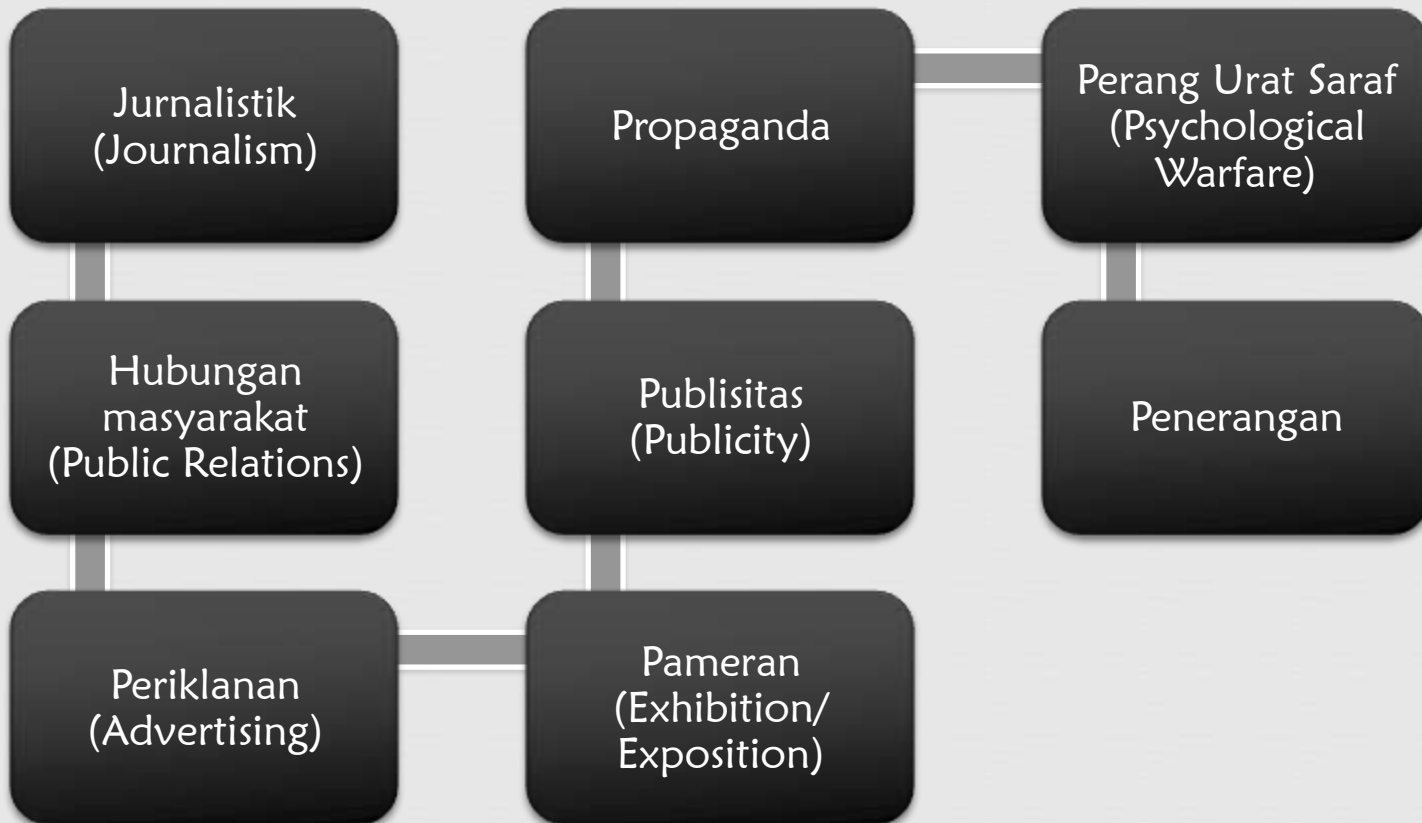 Jurnalistik
(Journalism)
Hubungan
masyarakat
(Public Relations)
Periklanan
(Advertising)
Pameran
(Exhibition/
Exposition)
Publisitas
(Publicity)
Propaganda
Perang Urat Saraf
(Psychological
Warfare)
Penerangan